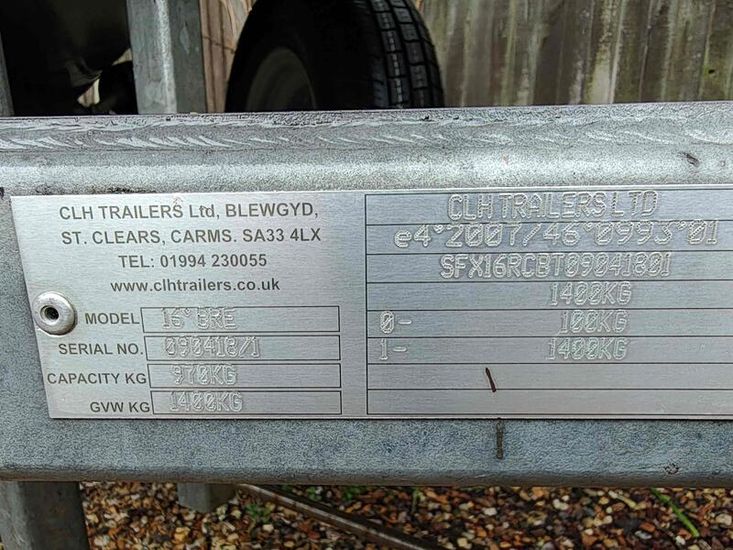 CLH TRAILERS Ltd, BLEWGYD,
ST. CLEARS, CARMS. SA33 4LX
TEL: 01994 230055
www.clhtrailers.co.uk
MODEL 16° BRE
SERIAL NO. 090418/1
CAPACITY KG 970KG
GVW KG 1400KG
CLH TRAILERS LTD
e4*2007/46*0993*01
SFX16RCBT09041801
1400KG
0- 100KG
1- 1400KG